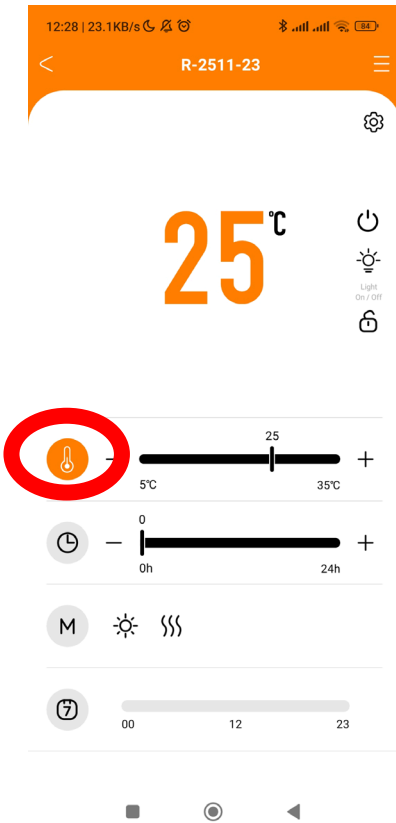 12:28 | 23.1KB/s 84
R-2511-23
25°C
Light
On / Off
25
5℃ 35℃
0
0h 24h
M
7
00 12 23